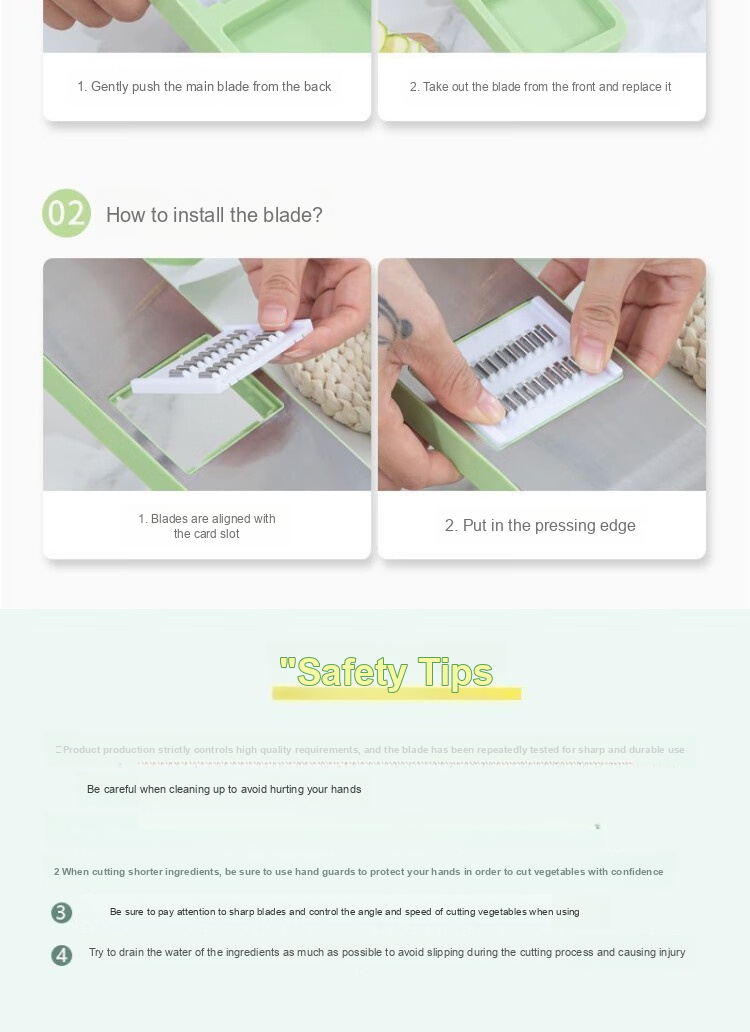 1. Gently push the main blade from the back
2. Take out the blade from the front and replace it
02
How to install the blade?
1. Blades are aligned with
the card slot
2. Put in the pressing edge
"Safety Tips
Product production strictly controls high quality requirements, and the blade has been repeatedly tested for sharp and durable use
Be careful when cleaning up to avoid hurting your hands
2 When cutting shorter ingredients, be sure to use hand guards to protect your hands in order to cut vegetables with confidence
3 Be sure to pay attention to sharp blades and control the angle and speed of cutting vegetables when using
4 Try to drain the water of the ingredients as much as possible to avoid slipping during the cutting process and causing injury